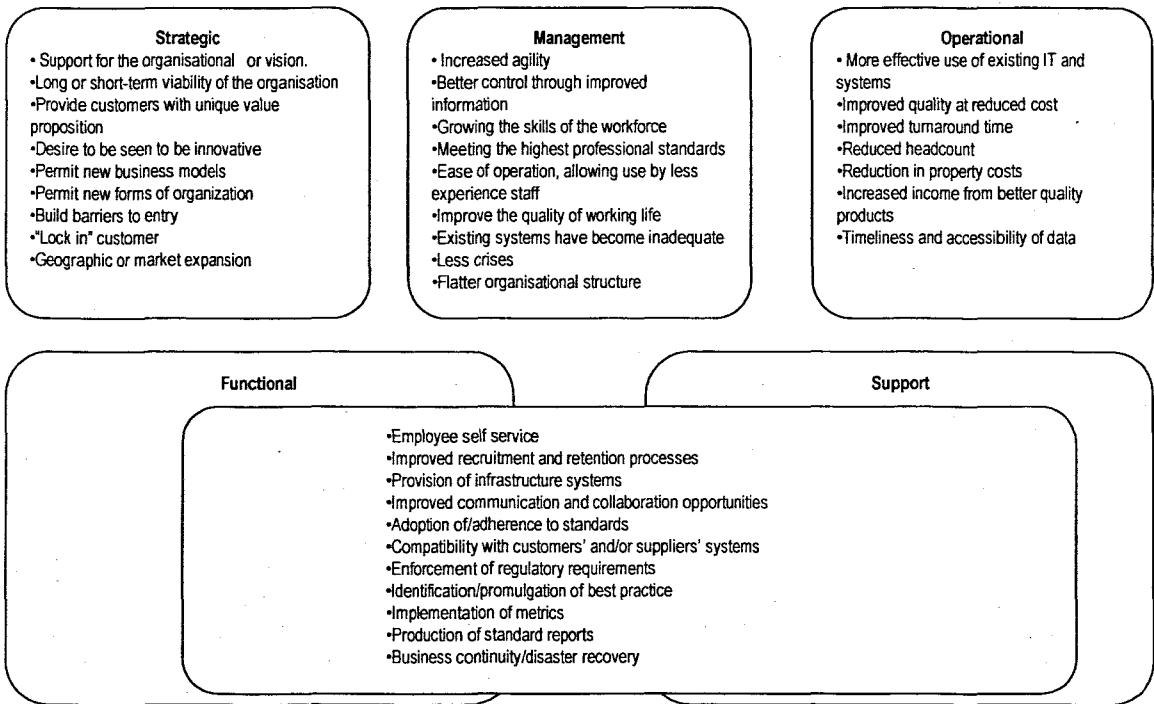 Strategic
• Support for the organisational or vision.
•Long or short-term viability of the organisation
•Provide customers with unique value
proposition
•Desire to be seen to be innovative
•Permit new business models
•Permit new forms of organization
•Build barriers to entry
•"Lock in" customer
•Geographic or market expansion
Management
• Increased agility
•Better control through improved
information
•Growing the skills of the workforce
•Meeting the highest professional standards
•Ease of operation, allowing use by less
experience staff
•Improve the quality of working life
•Existing systems have become inadequate
•Less crises
•Flatter organisational structure
Operational
• More effective use of existing IT and
systems
•Improved quality at reduced cost
•Improved turnaround time
•Reduced headcount
•Reduction in property costs
•Increased income from better quality
products
•Timeliness and accessibility of data
Functional
Support
•Employee self service
•Improved recruitment and retention processes
•Provision of infrastructure systems
•Improved communication and collaboration opportunities
•Adoption of/adherence to standards
•Compatibility with customers' and/or suppliers' systems
•Enforcement of regulatory requirements
•Identification/promulgation of best practice
•Implementation of metrics
•Production of standard reports
•Business continuity/disaster recovery